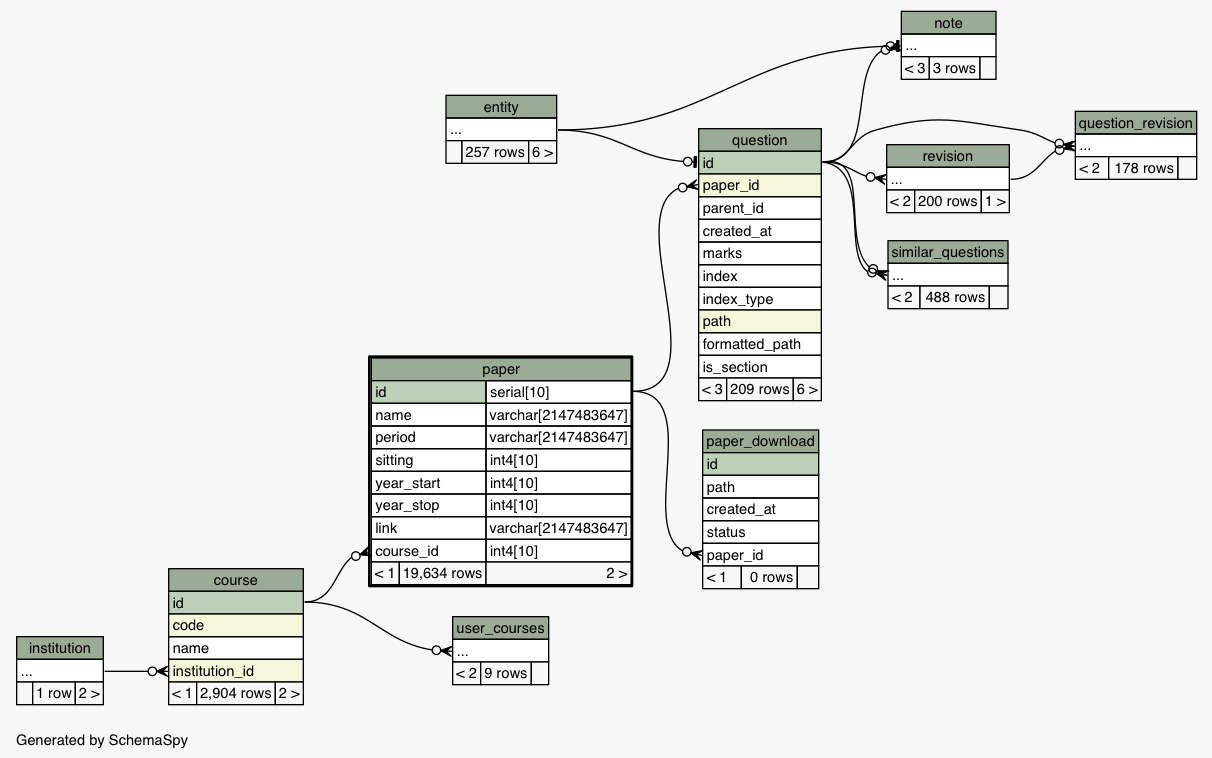 note
...
< 3 3 rows
entity
...
257 rows 6 >
question
id
paper_id
parent_id
created_at
marks
index
index_type
path
formatted_path
is_section
< 3 209 rows 6 >
question_revision
...
< 2 178 rows
revision
...
< 2 200 rows 1 >
similar_questions
...
< 2 488 rows
paper
id serial[10]
name varchar[2147483647]
period varchar[2147483647]
sitting int4[10]
year_start int4[10]
year_stop int4[10]
link varchar[2147483647]
course_id int4[10]
< 1 19,634 rows 2 >
paper_download
id
path
created_at
status
paper_id
< 1 0 rows
course
id
code
name
institution_id
< 1 2,904 rows 2 >
user_courses
...
< 2 9 rows
institution
...
1 row 2 >
Generated by SchemaSpy